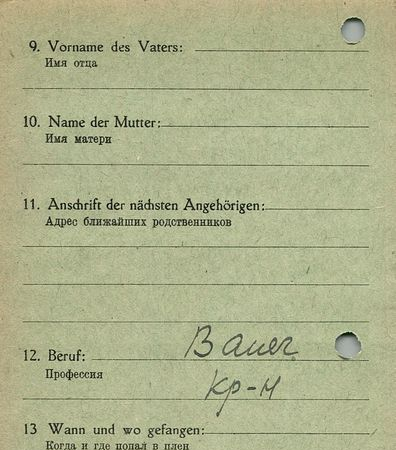 9. Vorname des Vaters:
Имя отца
10. Name der Mutter:
Имя матери
11. Anschrift der nächsten Angehörigen:
Адрес ближайших родственников
12. Beruf: Bauer
Профессия кр-н
13 Wann und wo gefangen:
Когда и где попал в плен